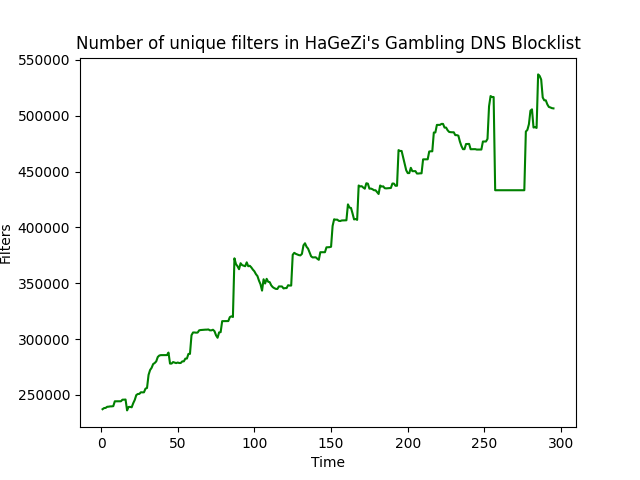 Number of unique filters in HaGeZi's Gambling DNS Blocklist
550000
500000
450000
400000
350000
300000
250000
Filters
0 50 100 150 200 250 300
Time